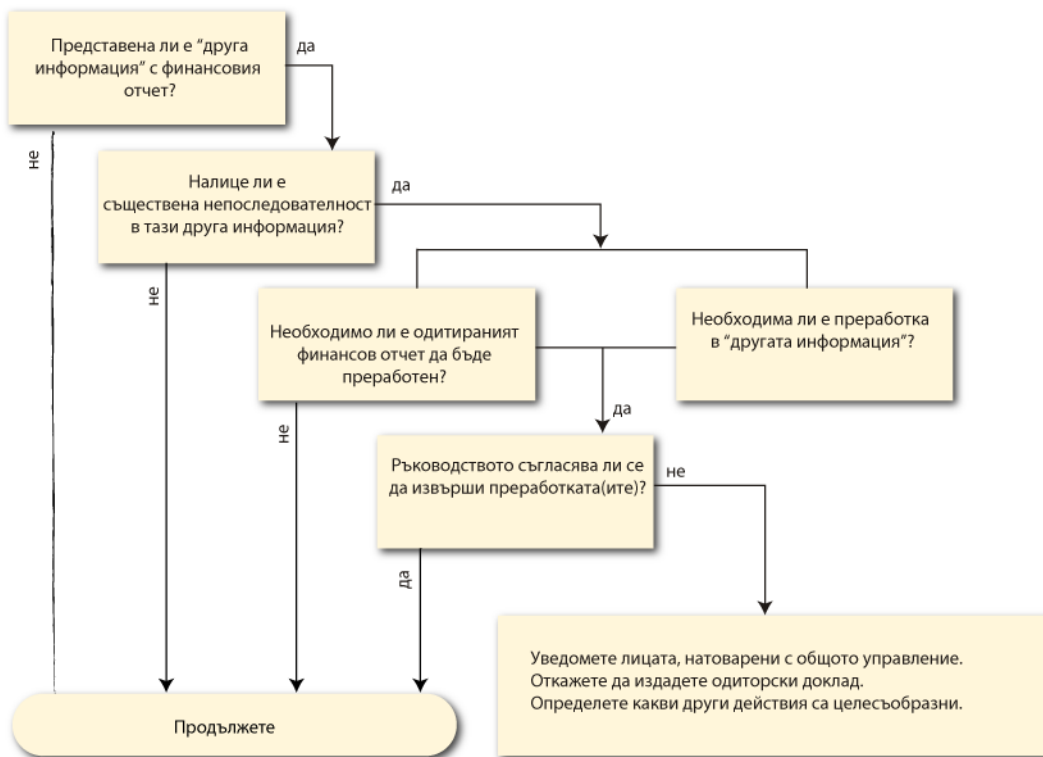 Представена ли е “друга
информация” с финансовия
отчет?
да
не
Налице ли е
съществена непоследователност
в тази друга информация?
да
не
Необходимо ли е одитираният
финансов отчет да бъде
преработен?
Необходима ли е преработка
в “другата информация”?
да
не
Ръководството съгласява ли се
да извърши преработката(ите)?
не
да
Уведомете лицата, натоварени с общото управление.
Откажете да издадете одиторски доклад.
Определете какви други действия са целесъобразни.
Продължете